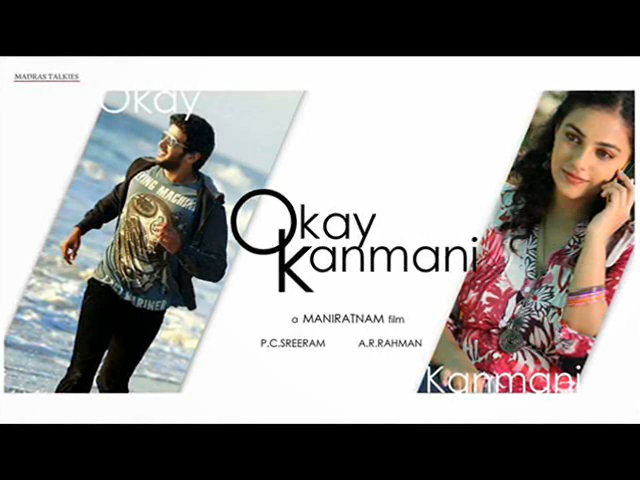 MADRAS TALKIES
Okay
Okay
Kanmani
a MANIRATNAM film
P.C.SREERAM A.R.RAHMAN
Kanmani